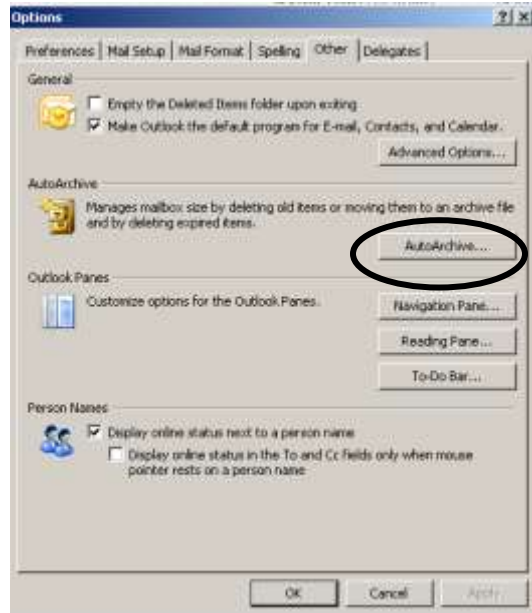 Options
Preferences Mail Setup Mail Format Spelling Other Delegates
General
Empty the Deleted Items folder upon exiting
Make Outlook the default program for E-mail, Contacts, and Calendar.
Advanced Options...
AutoArchive
Manages mailbox size by deleting old items or moving them to an archive file
and by deleting expired items.
AutoArchive...
Outlook Panes
Customize options for the Outlook Panes.
Navigation Pane...
Reading Pane...
To-Do Bar...
Person Names
Display online status next to a person name
Display online status in the To and Cc fields only when mouse
pointer rests on a person name
OK Cancel Apply